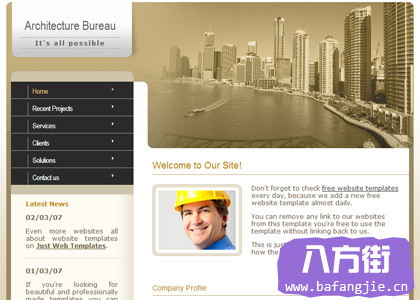 Architecture Bureau
It's all possible
Home
Recent Projects
Services
Clients
Solutions
Contact us
Latest News
02/03/07
Even more websites all
about website templates
on Just Web Templates.
01/03/07
If you're looking for
beautiful and professionally
made templates you can
Welcome to Our Site!
Don't forget to check free website templates
every day, because we add a new free
website template almost daily.
You can remove any link to our websites
from this template you're free to use the
template without linking back to us.
This is just
how the
Company Profile
八方街
www.bafangjie.cn